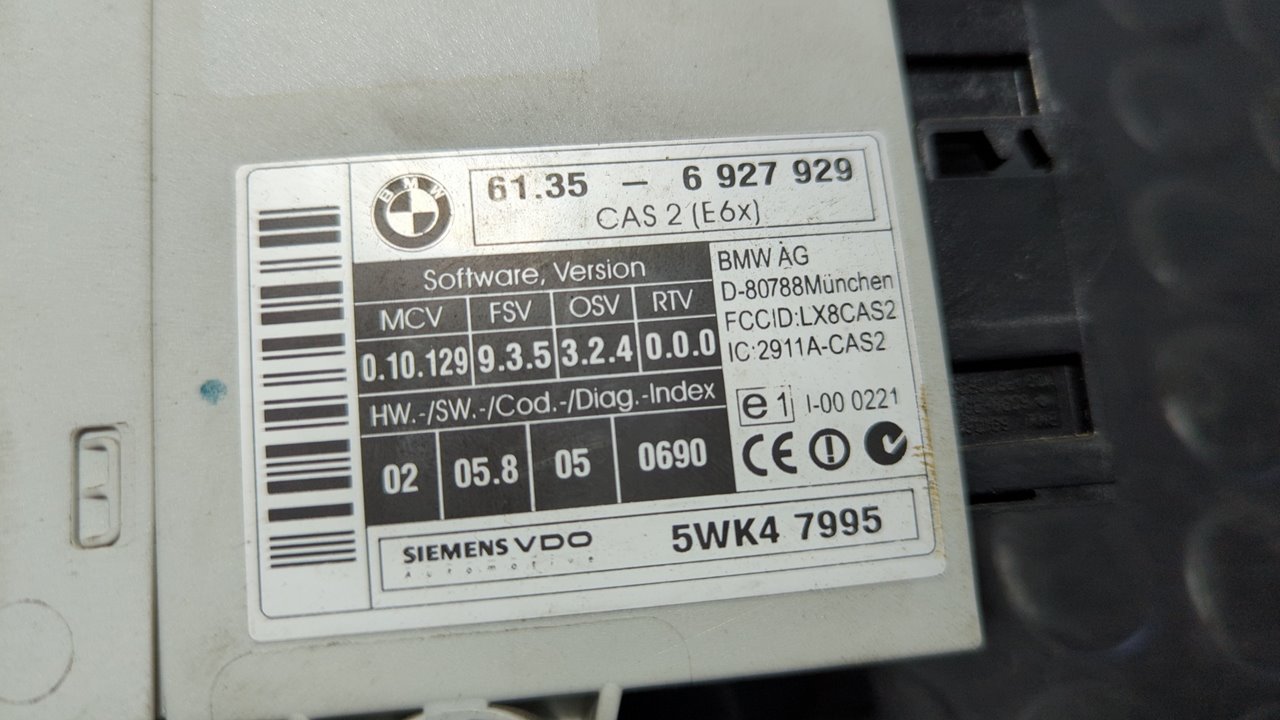 BMW
61.35 – 6 927 929
CAS 2 (E6x)
Software, Version
MCV FSV OSV RTV
0.10.129 9.3.5 3.2.4 0.0.0
HW.-/SW.-/Cod.-/Diag.-Index
02 05.8 05 0690
BMW AG
D-80788München
FCCID:LX8CAS2
IC:2911A-CAS2
e1 I-00 0221
CE
SIEMENS VDO
Automotive
5WK4 7995